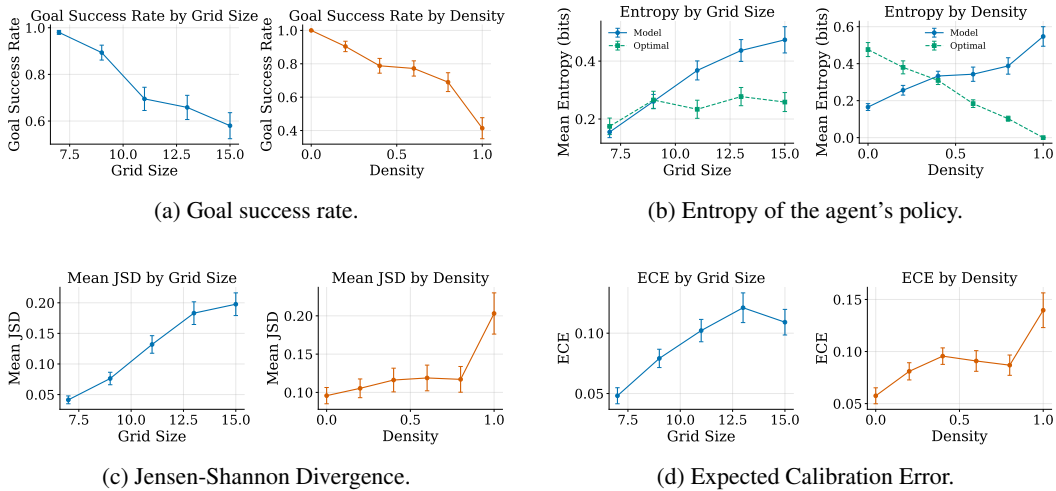 Goal Success Rate by Grid Size
Goal Success Rate
1.0
0.8
0.6
7.5 10.0 12.5 15.0
Grid Size
Goal Success Rate by Density
Goal Success Rate
1.0
0.8
0.6
0.4
0.0 0.5 1.0
Density
(a) Goal success rate.
Entropy by Grid Size
Mean Entropy (bits)
Model
Optimal
0.4
0.2
7.5 10.0 12.5 15.0
Grid Size
Entropy by Density
Mean Entropy (bits)
Model
Optimal
0.6
0.4
0.2
0.0
0.0 0.5 1.0
Density
(b) Entropy of the agent's policy.
Mean JSD by Grid Size
Mean JSD
0.20
0.15
0.10
0.05
7.5 10.0 12.5 15.0
Grid Size
Mean JSD by Density
Mean JSD
0.20
0.15
0.10
0.0 0.5 1.0
Density
(c) Jensen-Shannon Divergence.
ECE by Grid Size
ECE
0.10
0.05
7.5 10.0 12.5 15.0
Grid Size
ECE by Density
ECE
0.15
0.10
0.05
0.0 0.5 1.0
Density
(d) Expected Calibration Error.